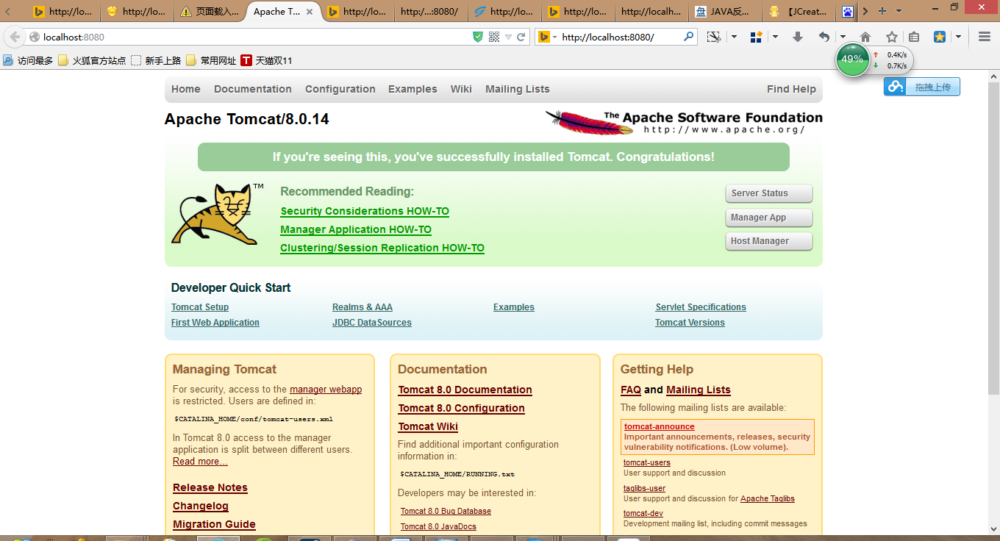 http://lo...
http://lo...
页面载入...
Apache T...
http://lo...
http:/...:8080/
http://lo...
http://lo...
http://localh...
JAVA反...
【JCreat...
localhost:8080
http://localhost:8080/
访问最多
火狐官方站点
新手上路
常用网址
T 天猫双11
49%
0.4K/s
0.7K/s
拖拽上传
Home Documentation Configuration Examples Wiki Mailing Lists Find Help
Apache Tomcat/8.0.14
The Apache Software Foundation
http://www.apache.org/
If you're seeing this, you've successfully installed Tomcat. Congratulations!
TM
Recommended Reading:
Security Considerations HOW-TO
Manager Application HOW-TO
Clustering/Session Replication HOW-TO
Server Status
Manager App
Host Manager
Developer Quick Start
Tomcat Setup
First Web Application
Realms & AAA
JDBC DataSources
Examples
Servlet Specifications
Tomcat Versions
Managing Tomcat
For security, access to the manager webapp
is restricted. Users are defined in:
$CATALINA_HOME/conf/tomcat-users.xml
In Tomcat 8.0 access to the manager
application is split between different users.
Read more...
Release Notes
Changelog
Migration Guide
Documentation
Tomcat 8.0 Documentation
Tomcat 8.0 Configuration
Tomcat Wiki
Find additional important configuration
information in:
$CATALINA_HOME/RUNNING.txt
Developers may be interested in:
Tomcat 8.0 Bug Database
Tomcat 8.0 JavaDocs
Getting Help
FAQ and Mailing Lists
The following mailing lists are available:
tomcat-announce
Important announcements, releases, security
vulnerability notifications. (Low volume).
tomcat-users
User support and discussion
taglibs-user
User support and discussion for Apache Taglibs
tomcat-dev
Development mailing list, including commit messages